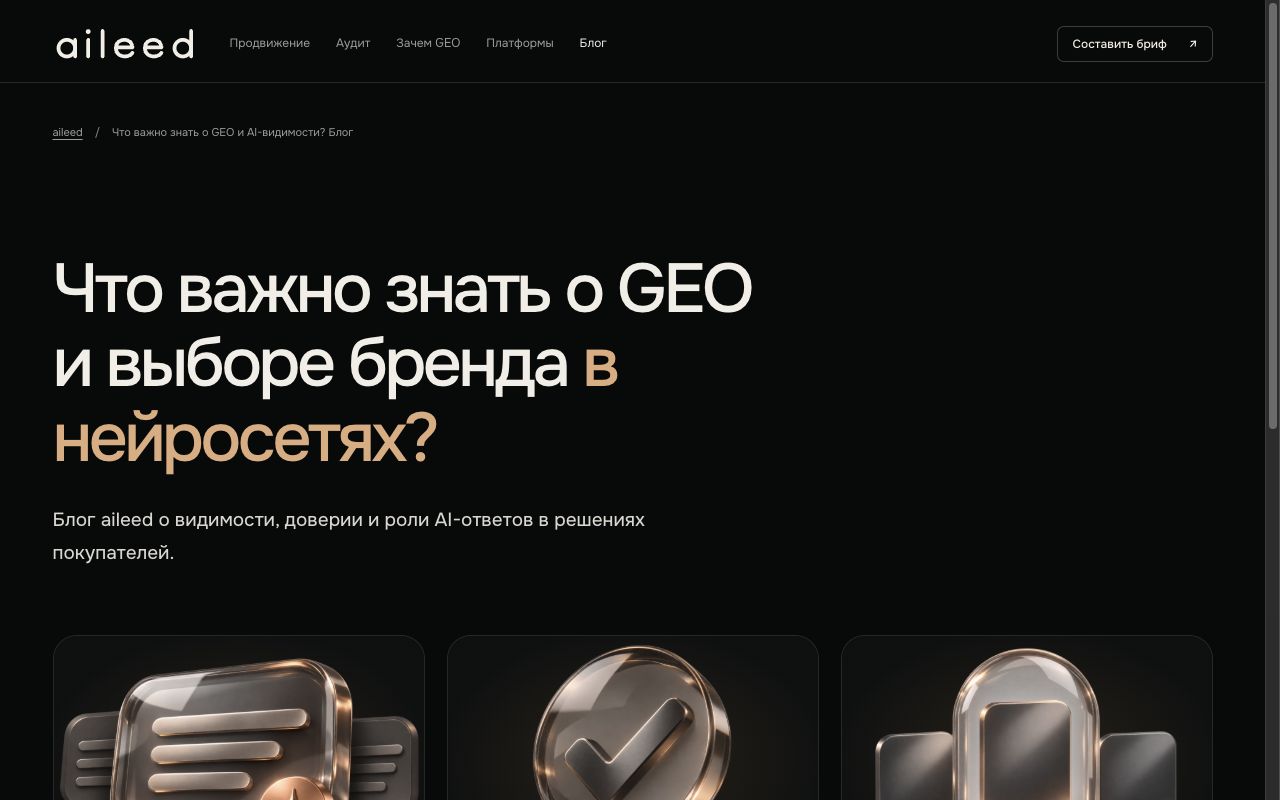 aileed
Продвижение
Аудит
Зачем GEO
Платформы
Блог
Составить бриф
aileed / Что важно знать о GEO и AI-видимости? Блог
Что важно знать о GEO
и выборе бренда в
нейросетях?
Блог aileed о видимости, доверии и роли AI-ответов в решениях
покупателей.